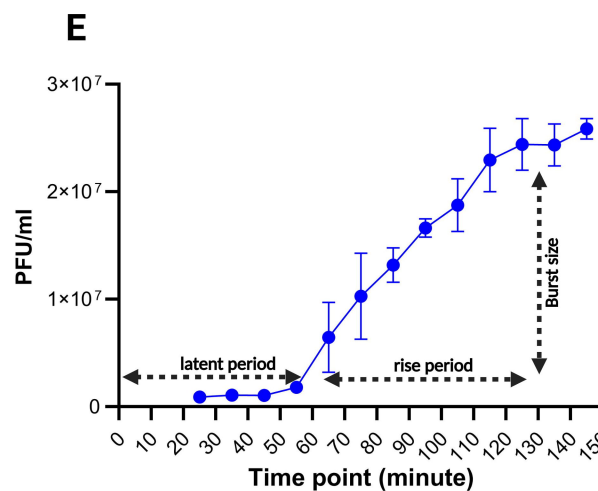 E
3×10⁷
2×10⁷
1×10⁷
0
PFU/ml
latent period
rise period
Burst size
0 10 20 30 40 50 60 70 80 90 100 110 120 130 140 150
Time point (minute)